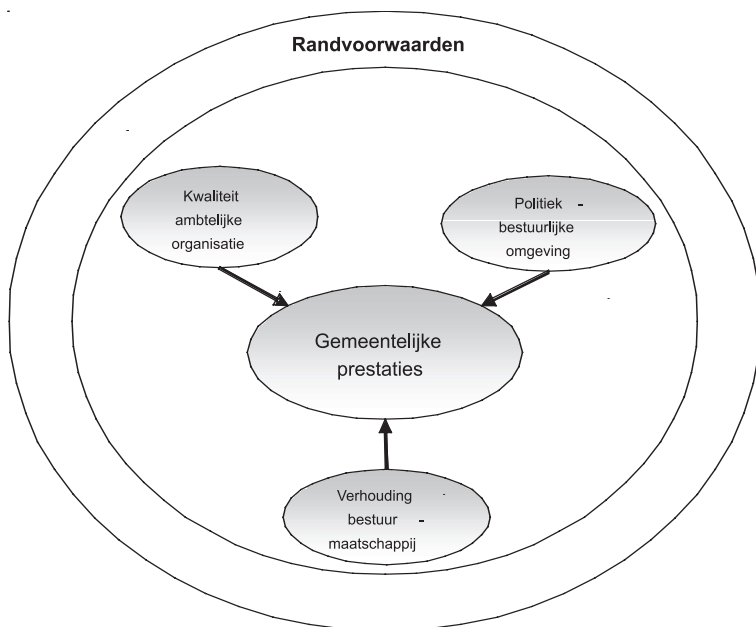 Randvoorwaarden
Kwaliteit
ambtelijke
organisatie
Politiek -
bestuurlijke
omgeving
Gemeentelijke
prestaties
Verhouding
bestuur -
maatschappij